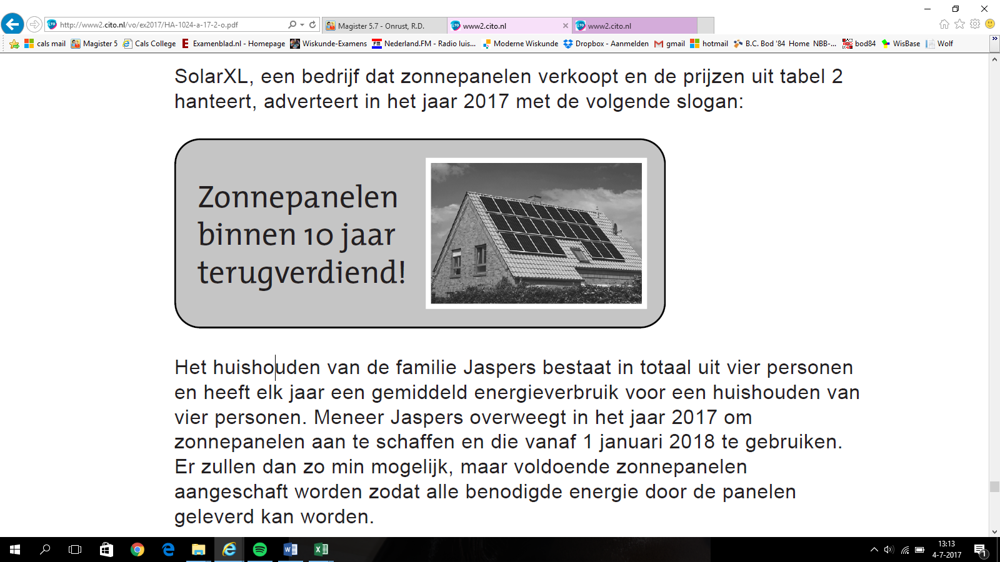 http://www2.cito.nl/vo/ex2017/HA-1024-a-17-2-o.pdf
Magister 5.7 - Onrust, R.D.
www2.cito.nl
www2.cito.nl
cals mail
Magister 5
Cals College
Examenblad.nl - Homepage
Wiskunde-Examens
Nederland.FM - Radio luis...
Moderne Wiskunde
Dropbox - Aanmelden
gmail
hotmail
B.C. Bod '84 Home NBB-...
bod84
WisBase
Wolf
SolarXL, een bedrijf dat zonnepanelen verkoopt en de prijzen uit tabel 2
hanteert, adverteert in het jaar 2017 met de volgende slogan:
Zonnepanelen
binnen 10 jaar
terugverdiend!
Het huishouden van de familie Jaspers bestaat in totaal uit vier personen
en heeft elk jaar een gemiddeld energieverbruik voor een huishouden van
vier personen. Meneer Jaspers overweegt in het jaar 2017 om
zonnepanelen aan te schaffen en die vanaf 1 januari 2018 te gebruiken.
Er zullen dan zo min mogelijk, maar voldoende zonnepanelen
aangeschaft worden zodat alle benodigde energie door de panelen
geleverd kan worden.
13:13
4-7-2017
1